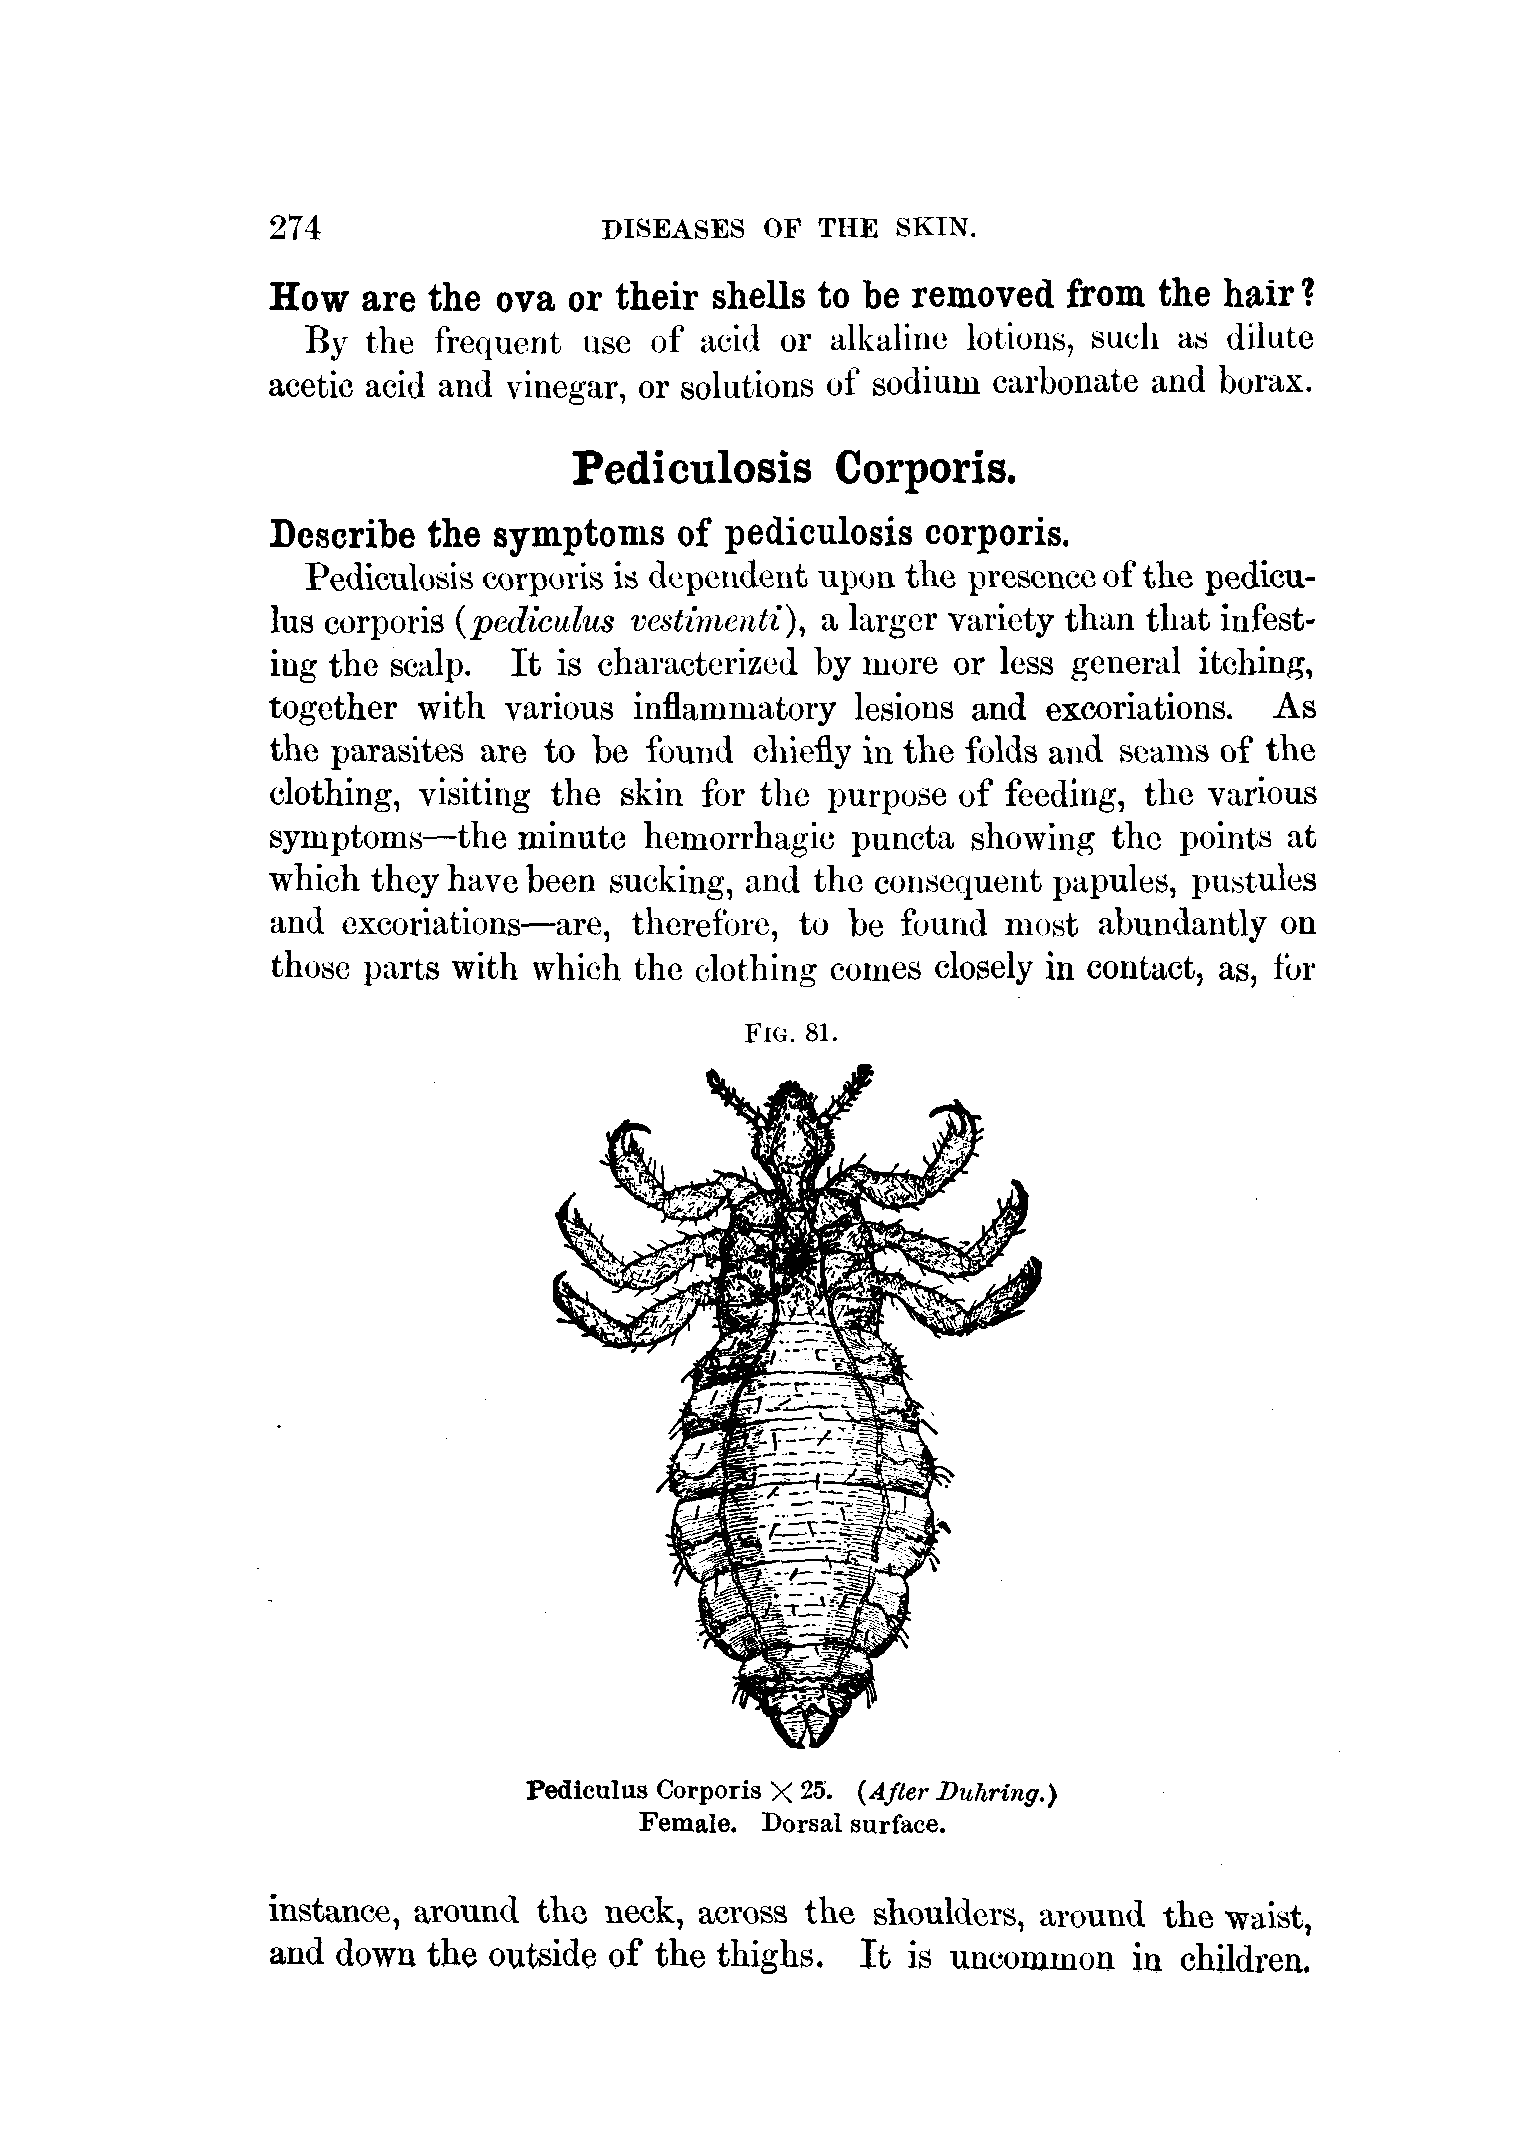 274 DISEASES OF THE SKIN.
How are the ova or their shells to be removed from the hair?
By the frequent use of acid or alkaline lotions, such as dilute
acetic acid and vinegar, or solutions of sodium carbonate and borax.
Pediculosis Corporis.
Describe the symptoms of pediculosis corporis.
Pediculosis corporis is dependent upon the presence of the pedicu-
lus corporis (pediculus vestimenti), a larger variety than that infest-
ing the scalp. It is characterized by more or less general itching,
together with various inflammatory lesions and excoriations. As
the parasites are to be found chiefly in the folds and seams of the
clothing, visiting the skin for the purpose of feeding, the various
symptoms—the minute hemorrhagic puncta showing the points at
which they have been sucking, and the consequent papules, pustules
and excoriations—are, therefore, to be found most abundantly on
those parts with which the clothing comes closely in contact, as, for
FIG. 81.
Pediculus Corporis × 25. (After Duhring.)
Female. Dorsal surface.
instance, around the neck, across the shoulders, around the waist,
and down the outside of the thighs. It is uncommon in children.